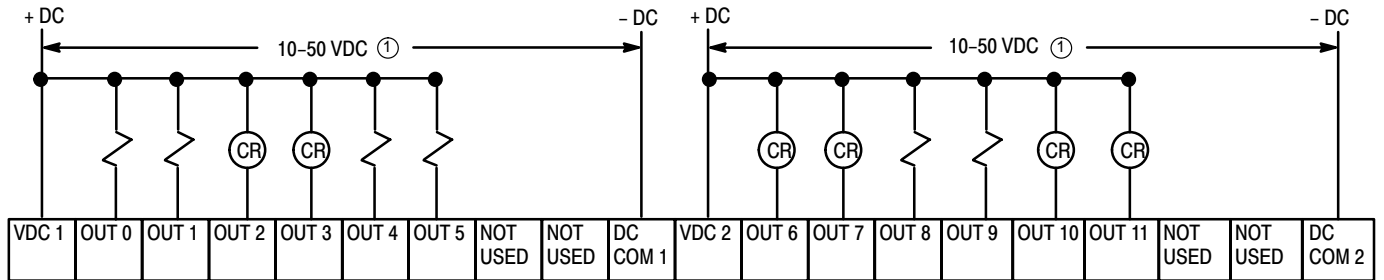 + DC – DC + DC – DC
10–50 VDC ① 10–50 VDC ①
CR CR CR CR CR CR
VDC 1 OUT 0 OUT 1 OUT 2 OUT 3 OUT 4 OUT 5 NOT USED NOT USED DC COM 1 VDC 2 OUT 6 OUT 7 OUT 8 OUT 9 OUT 10 OUT 11 NOT USED NOT USED DC COM 2